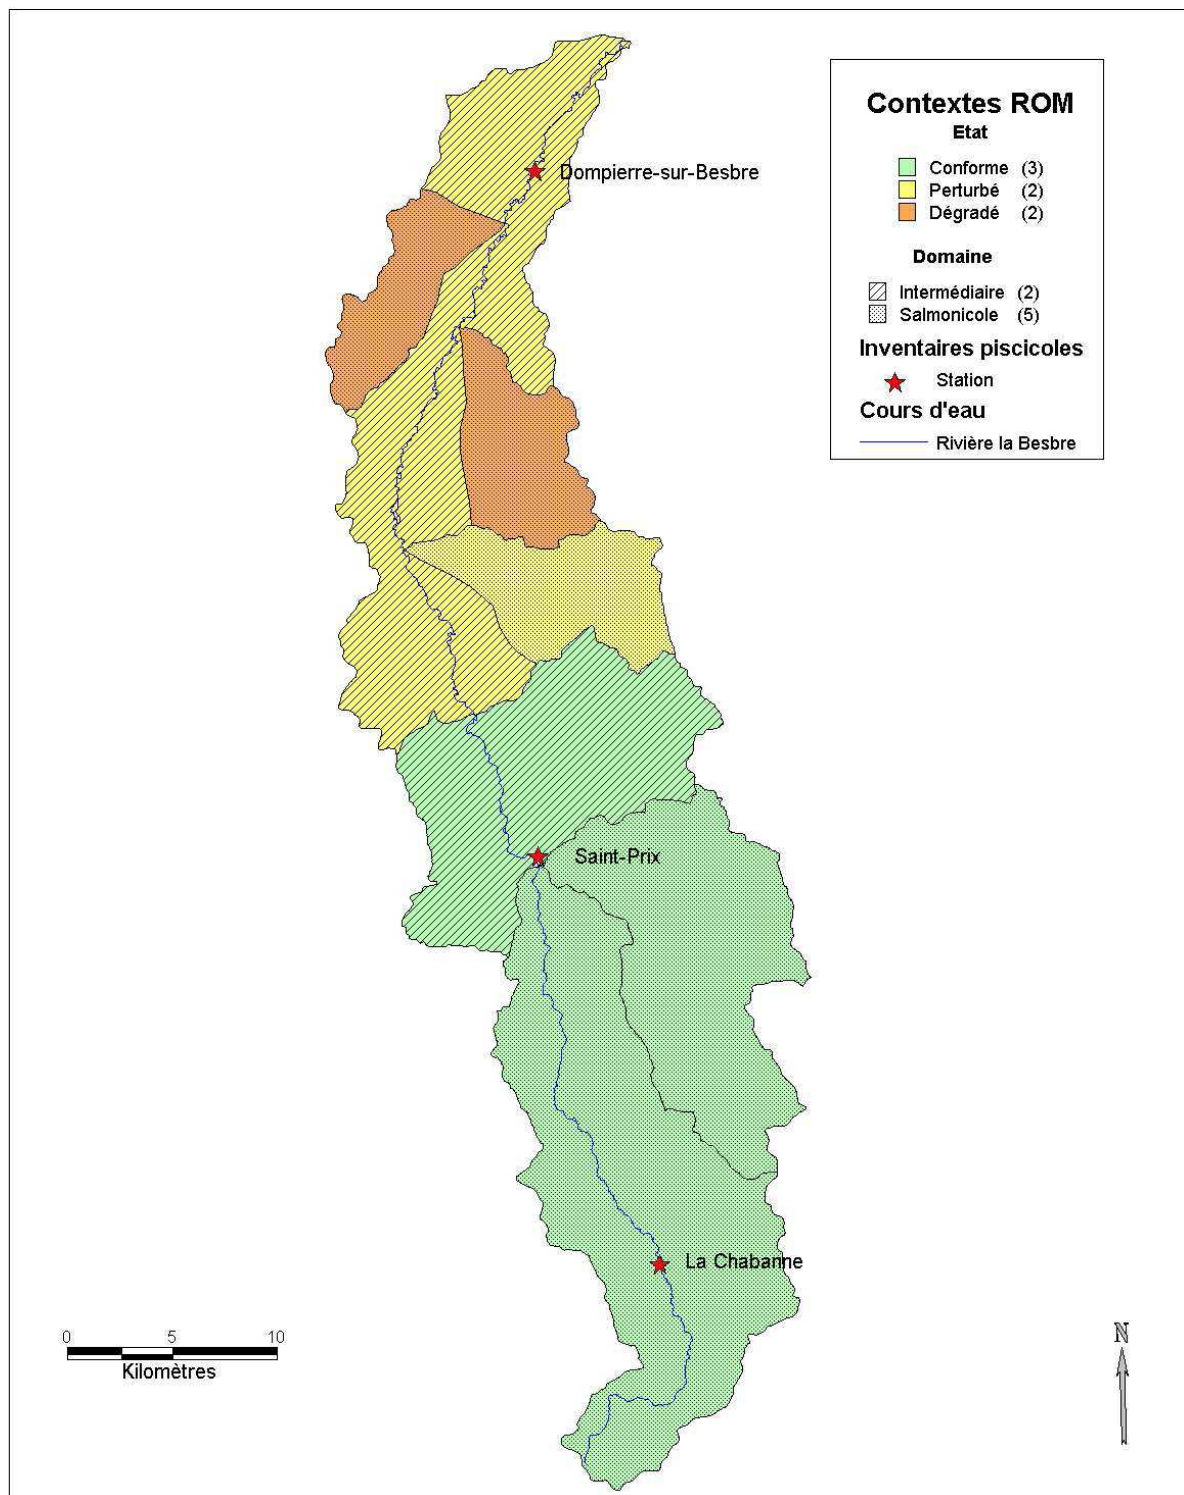 Contextes ROM
Etat
Conforme (3)
Perturbé (2)
Dégradé (2)
Domaine
Intermédiaire (2)
Salmonicole (5)
Inventaires piscicoles
Station
Cours d'eau
Rivière la Besbre
Dompierre-sur-Besbre
Saint-Prix
La Chabanne
0 5 10
Kilomètres
N